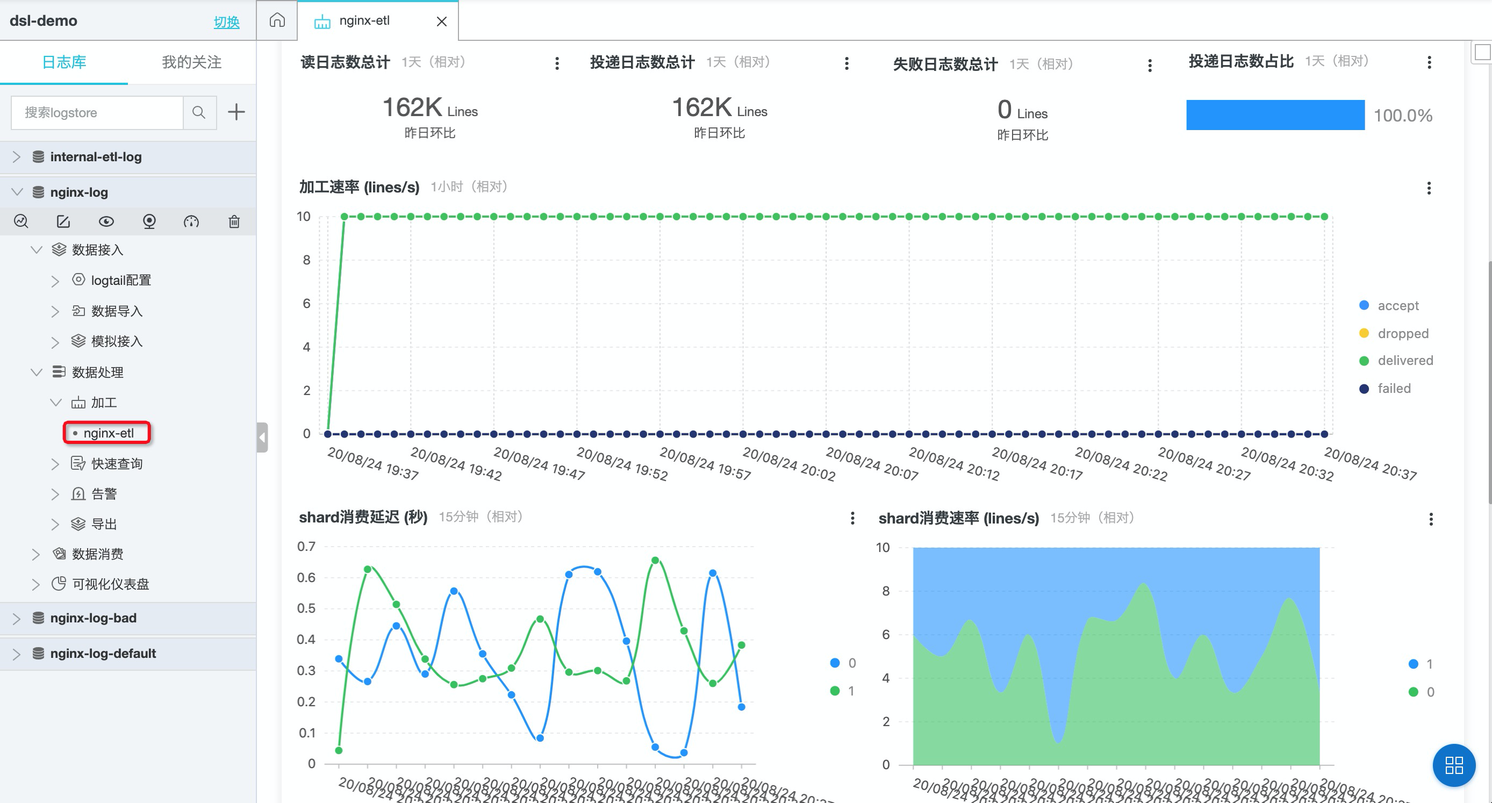 dsl-demo 切换
nginx-etl
日志库 我的关注
搜索logstore
internal-etl-log
nginx-log
数据接入
logtail配置
数据导入
模拟接入
数据处理
加工
nginx-etl
快速查询
告警
导出
数据消费
可视化仪表盘
nginx-log-bad
nginx-log-default
读日志数总计 1天（相对）
162K Lines
昨日环比
投递日志数总计 1天（相对）
162K Lines
昨日环比
失败日志数总计 1天（相对）
0 Lines
昨日环比
投递日志数占比 1天（相对）
100.0%
加工速率 (lines/s) 1小时（相对）
10
8
6
4
2
0
20/08/24 19:37 20/08/24 19:42 20/08/24 19:47 20/08/24 19:52 20/08/24 19:57 20/08/24 20:02 20/08/24 20:07 20/08/24 20:12 20/08/24 20:17 20/08/24 20:22 20/08/24 20:27 20/08/24 20:32 20/08/24 20:37
accept
dropped
delivered
failed
shard消费延迟 (秒) 15分钟（相对）
0.7
0.6
0.5
0.4
0.3
0.2
0.1
0
0
1
shard消费速率 (lines/s) 15分钟（相对）
10
8
6
4
2
0
1
0